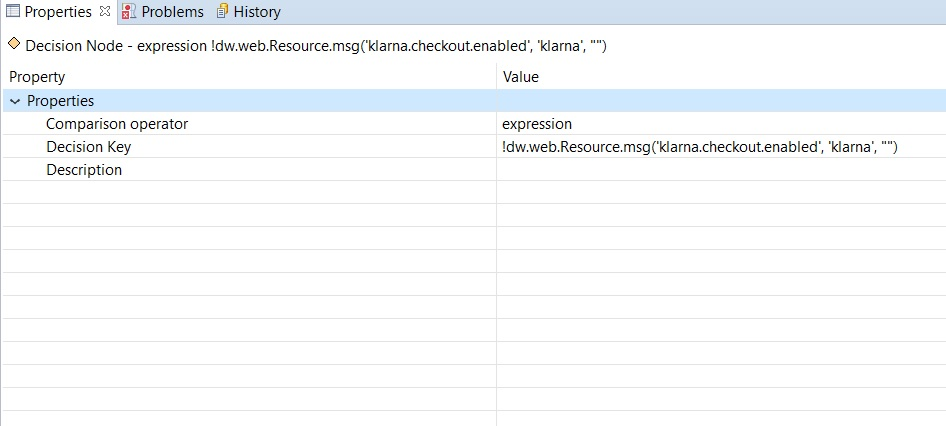 Properties Problems History
Decision Node - expression !dw.web.Resource.msg('klarna.checkout.enabled', 'klarna', "")
Property Value
Properties
Comparison operator expression
Decision Key !dw.web.Resource.msg('klarna.checkout.enabled', 'klarna', "")
Description